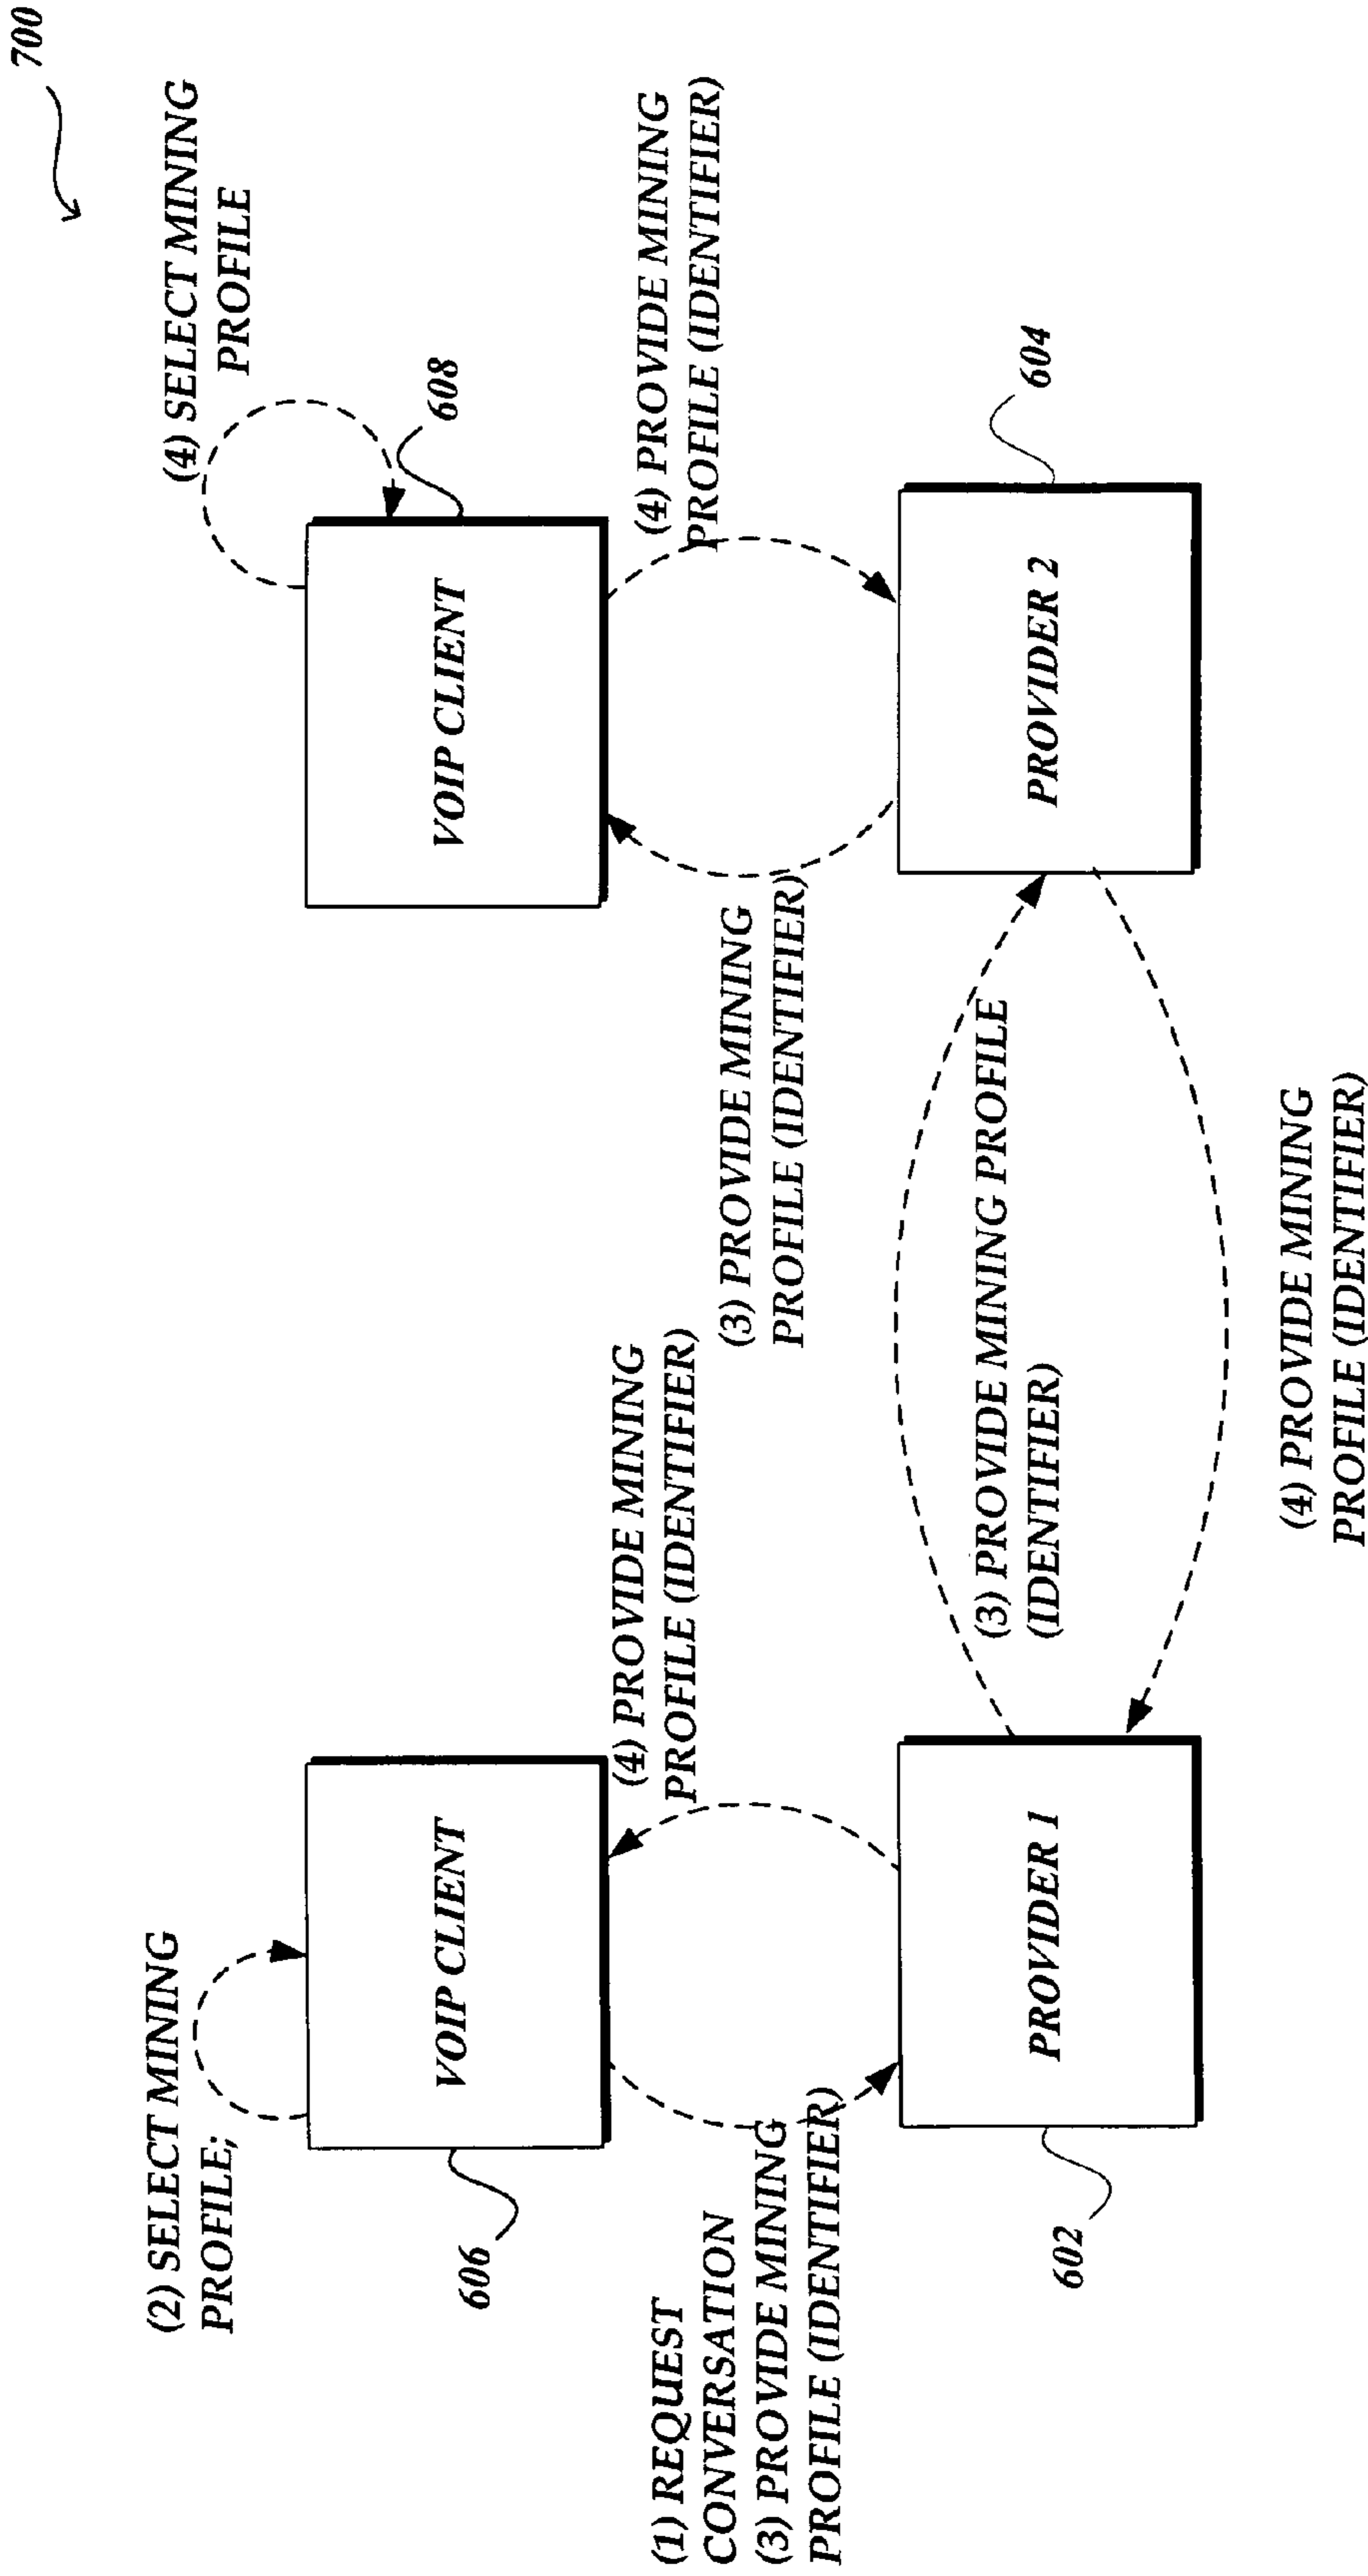 700
(2) SELECT MINING
PROFILE;
(4) SELECT MINING
PROFILE
VOIP CLIENT
606
VOIP CLIENT
608
(1) REQUEST
CONVERSATION
(3) PROVIDE MINING
PROFILE (IDENTIFIER)
(4) PROVIDE MINING
PROFILE (IDENTIFIER)
(3) PROVIDE MINING
PROFILE (IDENTIFIER)
(4) PROVIDE MINING
PROFILE (IDENTIFIER)
PROVIDER 1
602
(3) PROVIDE MINING PROFILE
(IDENTIFIER)
PROVIDER 2
604
(4) PROVIDE MINING
PROFILE (IDENTIFIER)